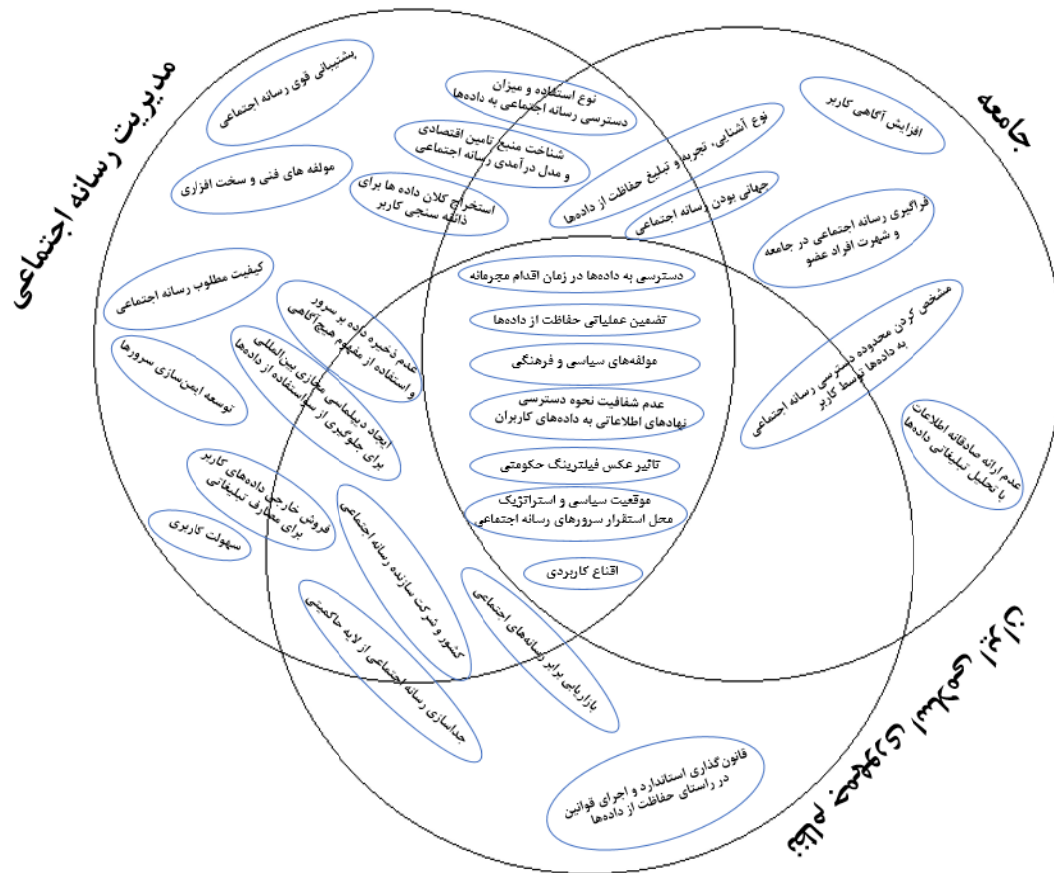 مدیریت رسانه اجتماعی
جامعه
نظام جمهوری اسلامی ایران
پشتیبانی قوی رسانه اجتماعی
مولفه های فنی و سخت افزاری
کیفیت مطلوب رسانه اجتماعی
توسعه ایمن‌سازی سرورها
فروش خارجی داده‌های کاربر
برای مصارف تبلیغاتی
سهولت کاربری
نوع استفاده و میزان
دسترسی رسانه اجتماعی به داده‌ها
شناخت منبع تامین اقتصادی
و مدل درآمدی رسانه اجتماعی
استخراج کلان داده ها برای
ذائقه سنجی کاربر
عدم ذخیره داده بر سرور
و استفاده از مفهوم هیچ‌آگاهی
ایجاد دیپلماسی مجازی بین‌المللی
برای جلوگیری از سواستفاده از داده‌ها
کشور و شرکت سازنده رسانه اجتماعی
جداسازی رسانه اجتماعی از لایه حاکمیتی
بازاریابی برابر رسانه‌های اجتماعی
نوع آشنایی، تجربه و تبلیغ حفاظت از داده‌ها
جهانی بودن رسانه اجتماعی
دسترسی به داده‌ها در زمان اقدام مجرمانه
تضمین عملیاتی حفاظت از داده‌ها
مولفه‌های سیاسی و فرهنگی
عدم شفافیت نحوه دسترسی
نهادهای اطلاعاتی به داده‌های کاربران
تاثیر عکس فیلترینگ حکومتی
موقعیت سیاسی و استراتژیک
محل استقرار سرورهای رسانه اجتماعی
اقناع کاربردی
افزایش آگاهی کاربر
فراگیری رسانه اجتماعی در جامعه
و شهرت افراد عضو
مشخص کردن محدوده دسترسی رسانه اجتماعی
به داده‌ها توسط کاربر
عدم ارائه صادقانه اطلاعات
با تحلیل تبلیغاتی داده‌ها
قانون‌گذاری استاندارد و اجرای قوانین
در راستای حفاظت از داده‌ها